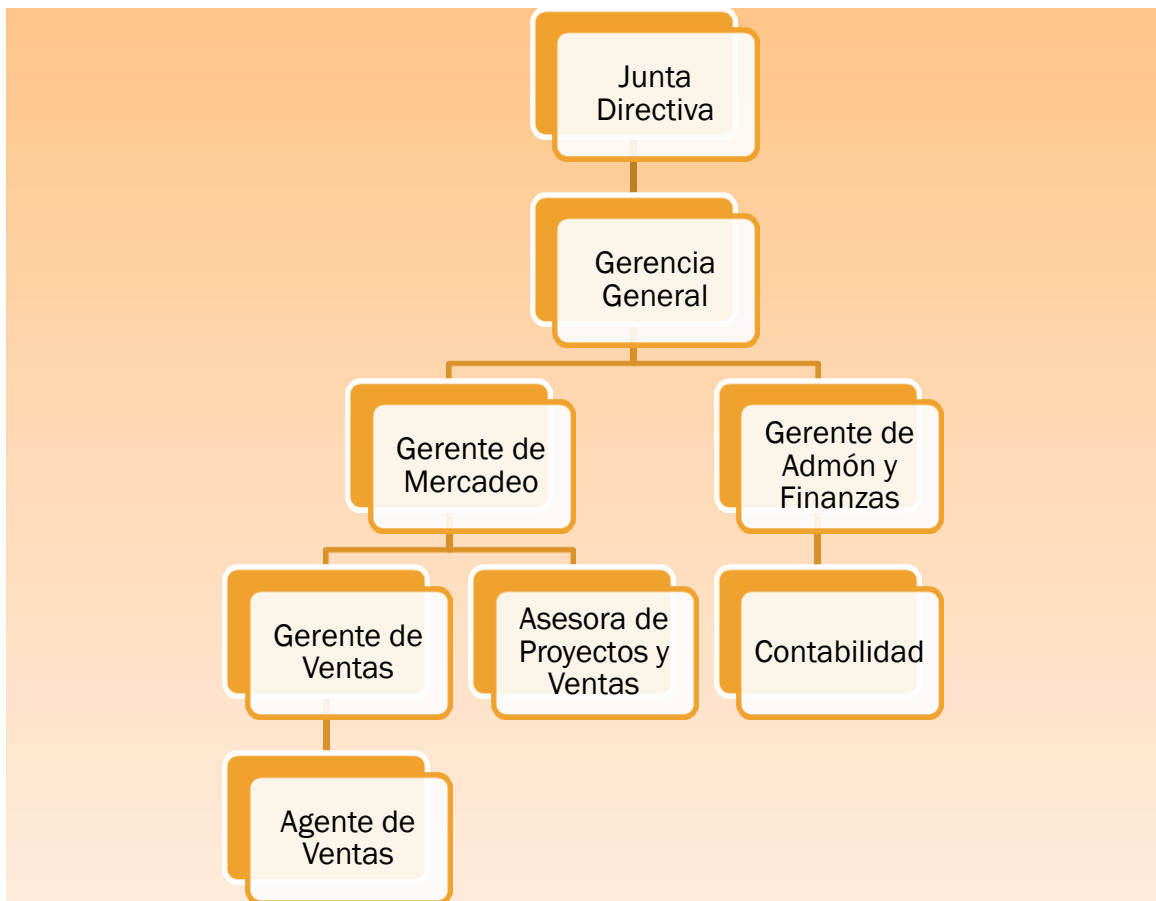 Junta
Directiva
Gerencia
General
Gerente de
Mercadeo
Gerente de
Admón y
Finanzas
Gerente de
Ventas
Asesora de
Proyectos y
Ventas
Contabilidad
Agente de
Ventas